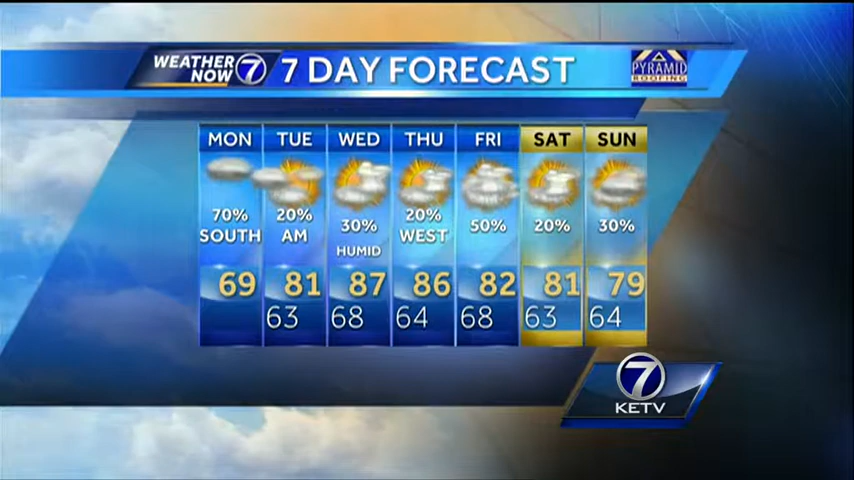 WEATHER NOW 7
7 DAY FORECAST
PYRAMID
ROOFING
MON TUE WED THU FRI SAT SUN
70% SOUTH
20% AM
30% HUMID
20% WEST
50%
20%
30%
69 81 87 86 82 81 79
63 68 64 68 63 64
7
KETV